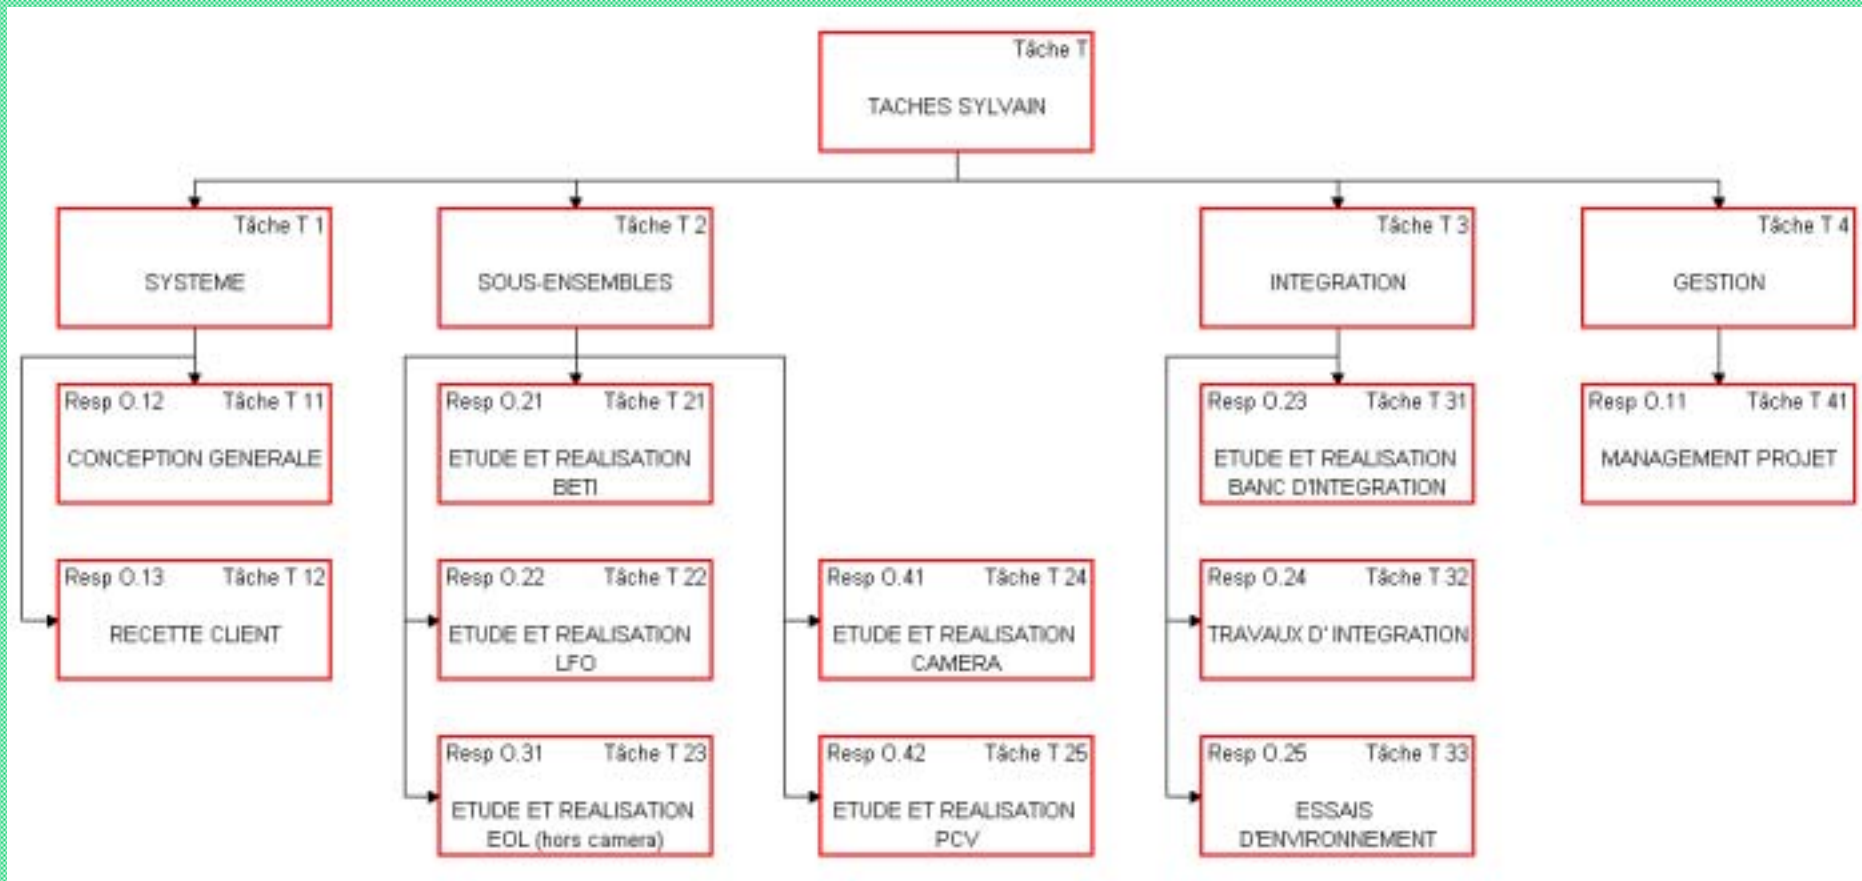 Tâche T
TACHES SYLVAIN
Tâche T 1
SYSTEME
Tâche T 2
SOUS-ENSEMBLES
Tâche T 3
INTEGRATION
Tâche T 4
GESTION
Resp O.12 Tâche T 11
CONCEPTION GENERALE
Resp O.21 Tâche T 21
ETUDE ET REALISATION
BETI
Resp O.23 Tâche T 31
ETUDE ET REALISATION
BANC D'INTEGRATION
Resp O.11 Tâche T 41
MANAGEMENT PROJET
Resp O.13 Tâche T 12
RECETTE CLIENT
Resp O.22 Tâche T 22
ETUDE ET REALISATION
LFO
Resp O.41 Tâche T 24
ETUDE ET REALISATION
CAMERA
Resp O.24 Tâche T 32
TRAVAUX D' INTEGRATION
Resp O.31 Tâche T 23
ETUDE ET REALISATION
EOL (hors camera)
Resp O.42 Tâche T 25
ETUDE ET REALISATION
PCV
Resp O.25 Tâche T 33
ESSAIS
D'ENVIRONNEMENT